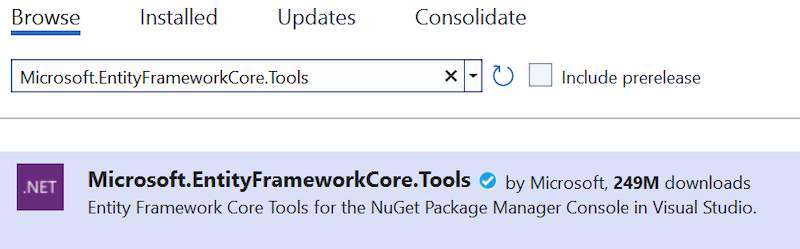 Browse Installed Updates Consolidate
Microsoft.EntityFrameworkCore.Tools Include prerelease
.NET Microsoft.EntityFrameworkCore.Tools by Microsoft, 249M downloads
Entity Framework Core Tools for the NuGet Package Manager Console in Visual Studio.